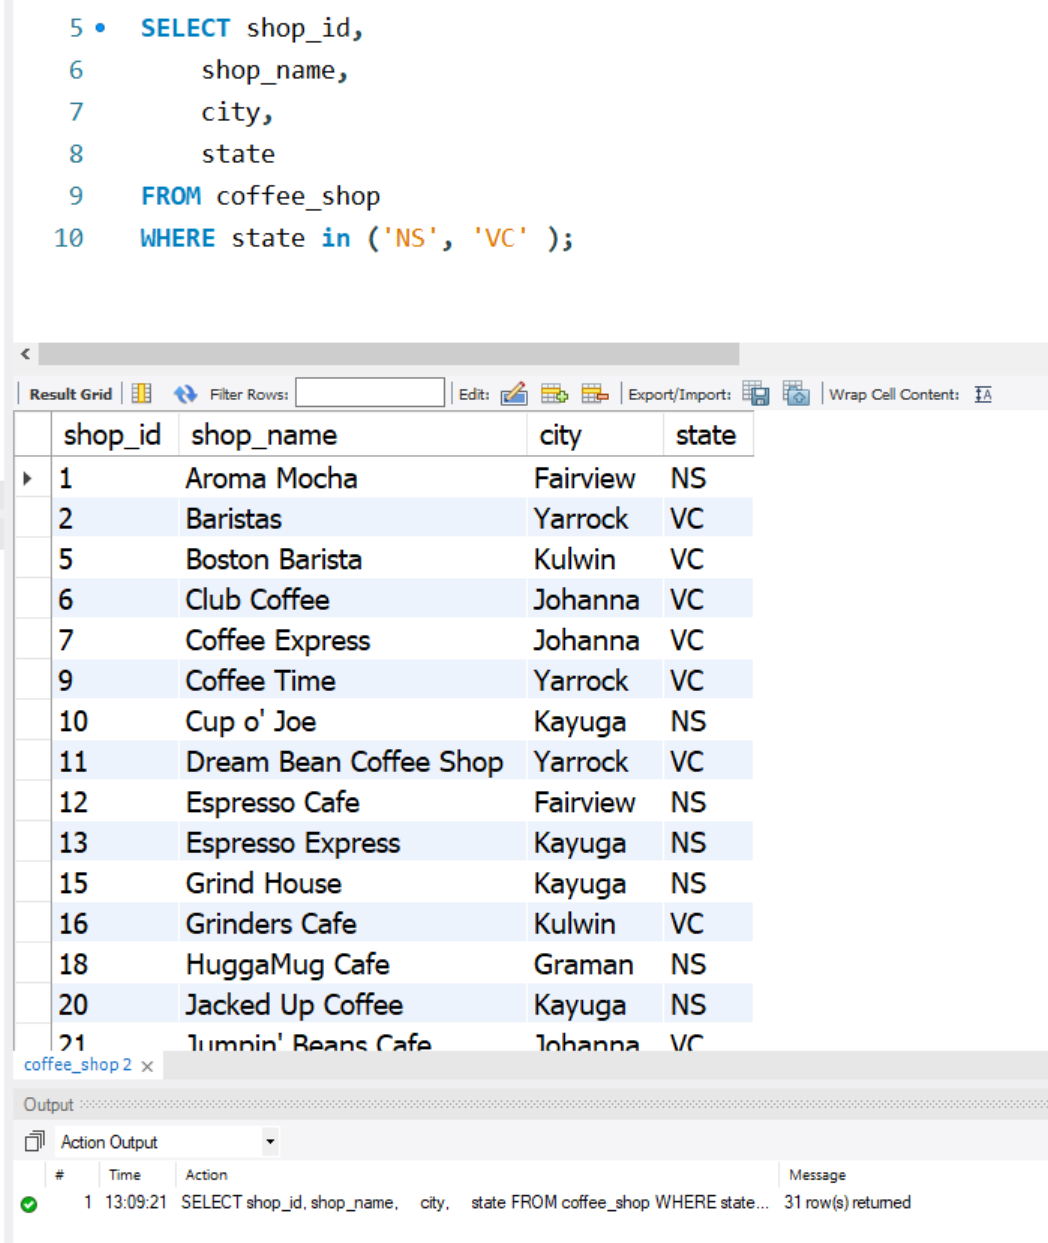 5 SELECT shop_id,
6 shop_name,
7 city,
8 state
9 FROM coffee_shop
10 WHERE state in ('NS', 'VC' );
Result Grid Filter Rows: Edit: Export/Import: Wrap Cell Content: IA
shop_id shop_name city state
1 Aroma Mocha Fairview NS
2 Baristas Yarrock VC
5 Boston Barista Kulwin VC
6 Club Coffee Johanna VC
7 Coffee Express Johanna VC
9 Coffee Time Yarrock VC
10 Cup o' Joe Kayuga NS
11 Dream Bean Coffee Shop Yarrock VC
12 Espresso Cafe Fairview NS
13 Espresso Express Kayuga NS
15 Grind House Kayuga NS
16 Grinders Cafe Kulwin VC
18 HuggaMug Cafe Graman NS
20 Jacked Up Coffee Kayuga NS
21 Jumpin' Beans Cafe Johanna VC
coffee_shop 2
Output
Action Output
# Time Action Message
1 13:09:21 SELECT shop_id, shop_name, city, state FROM coffee_shop WHERE state... 31 row(s) returned